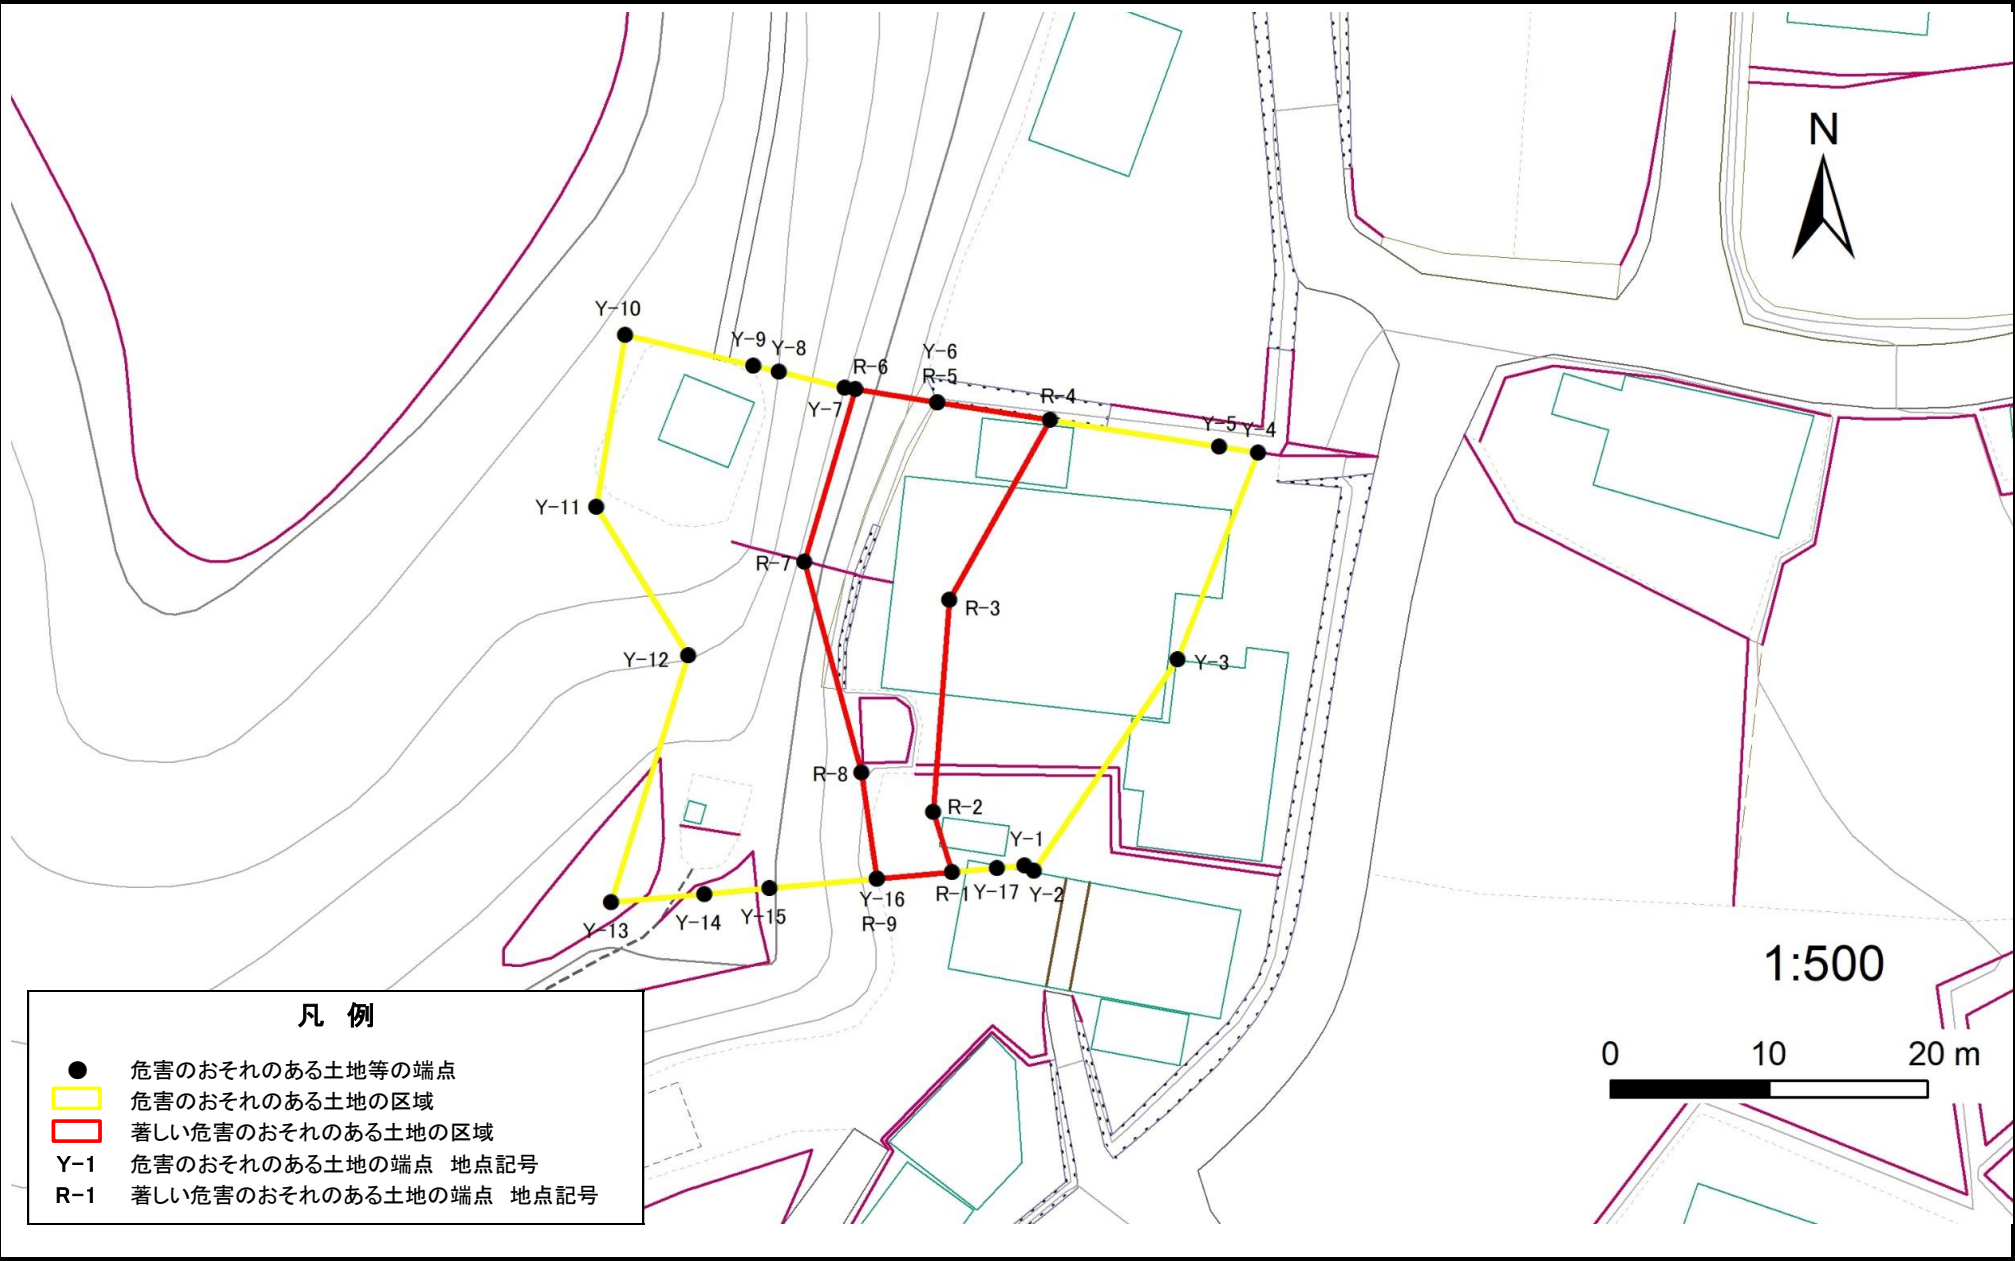 N
Y-10
Y-9
Y-8
Y-6
R-6
R-5
Y-7
R-4
Y-5
Y-4
Y-11
R-7
R-3
Y-12
Y-3
R-8
R-2
Y-1
R-1
Y-17
Y-2
Y-16
R-9
Y-15
Y-14
Y-13
1:500
0 10 20 m
凡 例
危害のおそれのある土地等の端点
危害のおそれのある土地の区域
著しい危害のおそれのある土地の区域
Y-1 危害のおそれのある土地の端点 地点記号
R-1 著しい危害のおそれのある土地の端点 地点記号